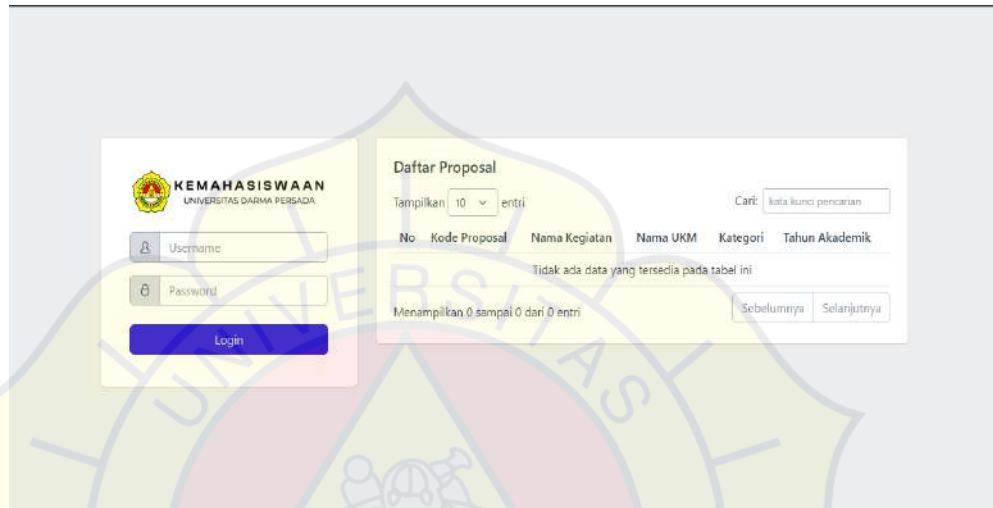 KEMAHASISWAAN
UNIVERSITAS DARMA PERSADA
Username
Password
Login
Daftar Proposal
Tampilkan 10 entri
Cari: kata kunci pencarian
No Kode Proposal Nama Kegiatan Nama UKM Kategori Tahun Akademik
Tidak ada data yang tersedia pada tabel ini
Menampilkan 0 sampai 0 dari 0 entri
Sebelumnya Selanjutnya
UNIVERSITAS